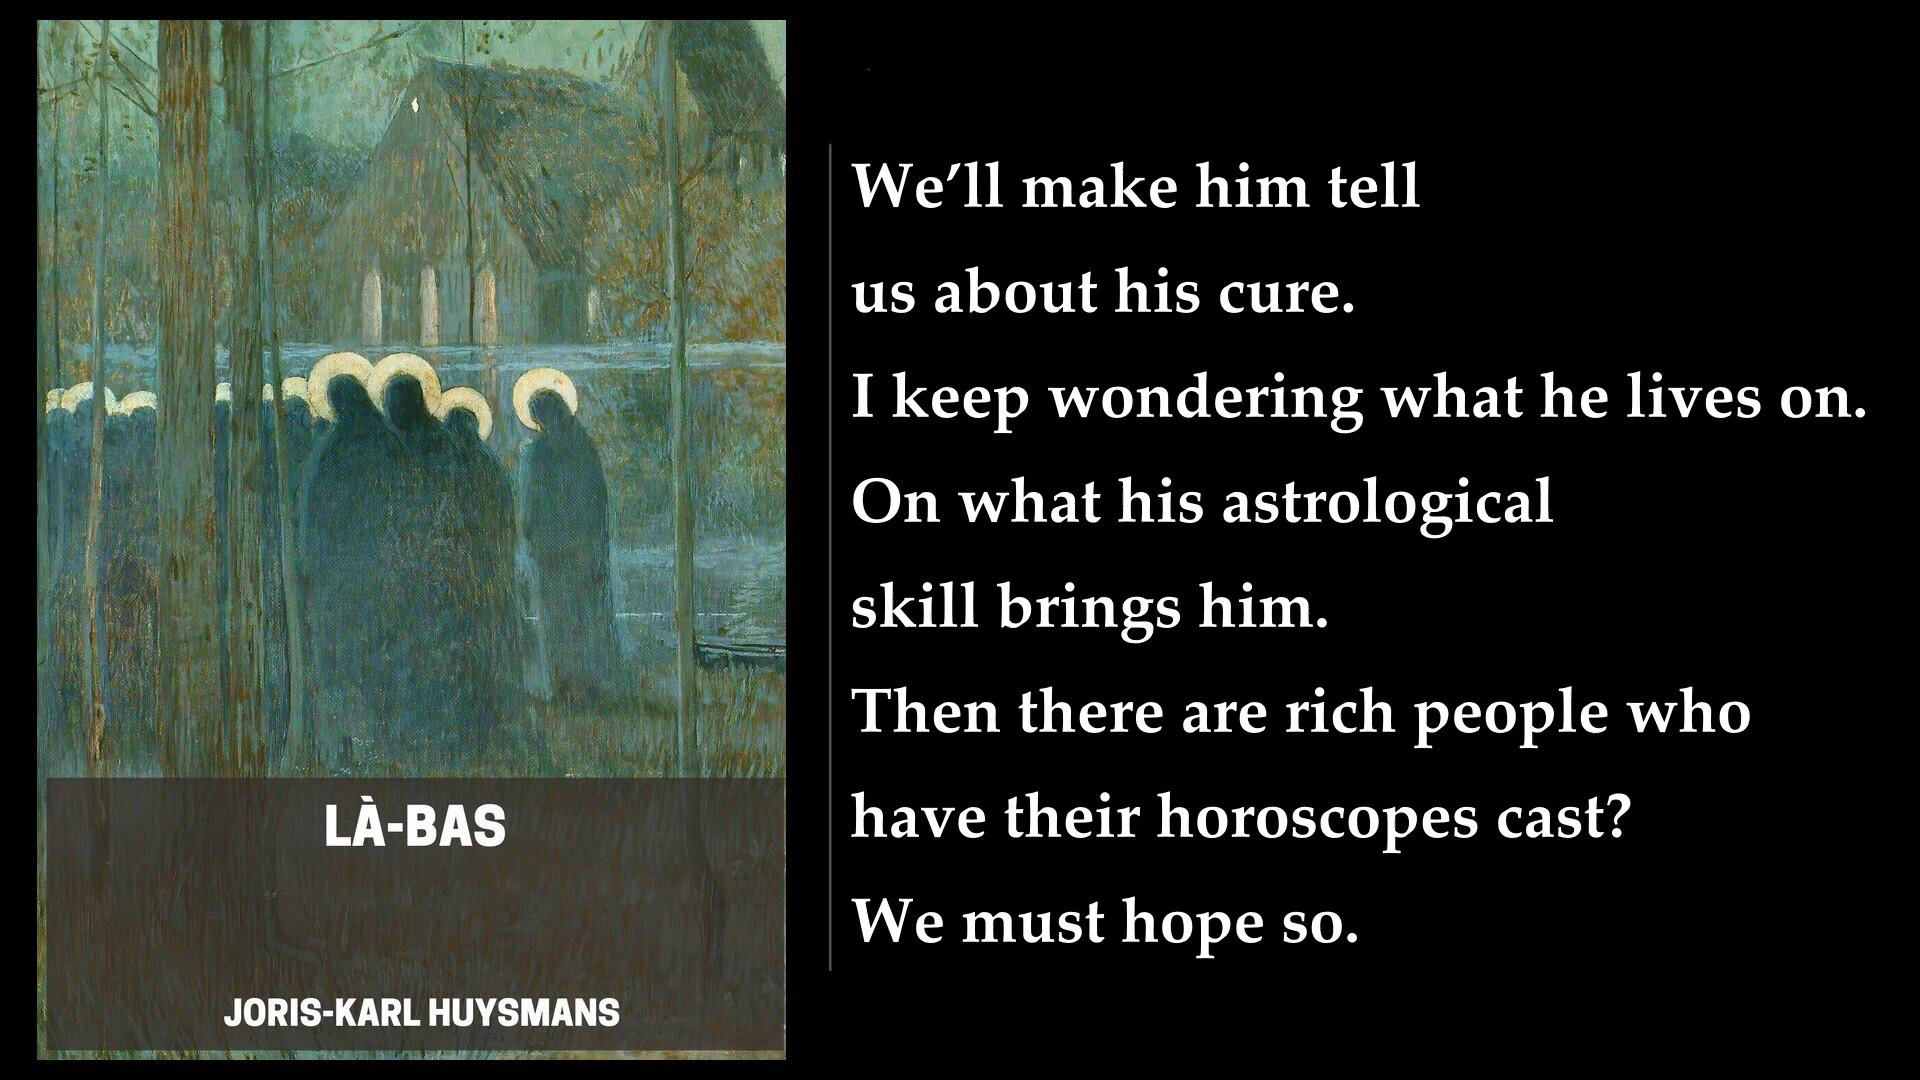 LÀ-BAS
JORIS-KARL HUYSMANS
We’ll make him tell
us about his cure.
I keep wondering what he lives on.
On what his astrological
skill brings him.
Then there are rich people who
have their horoscopes cast?
We must hope so.